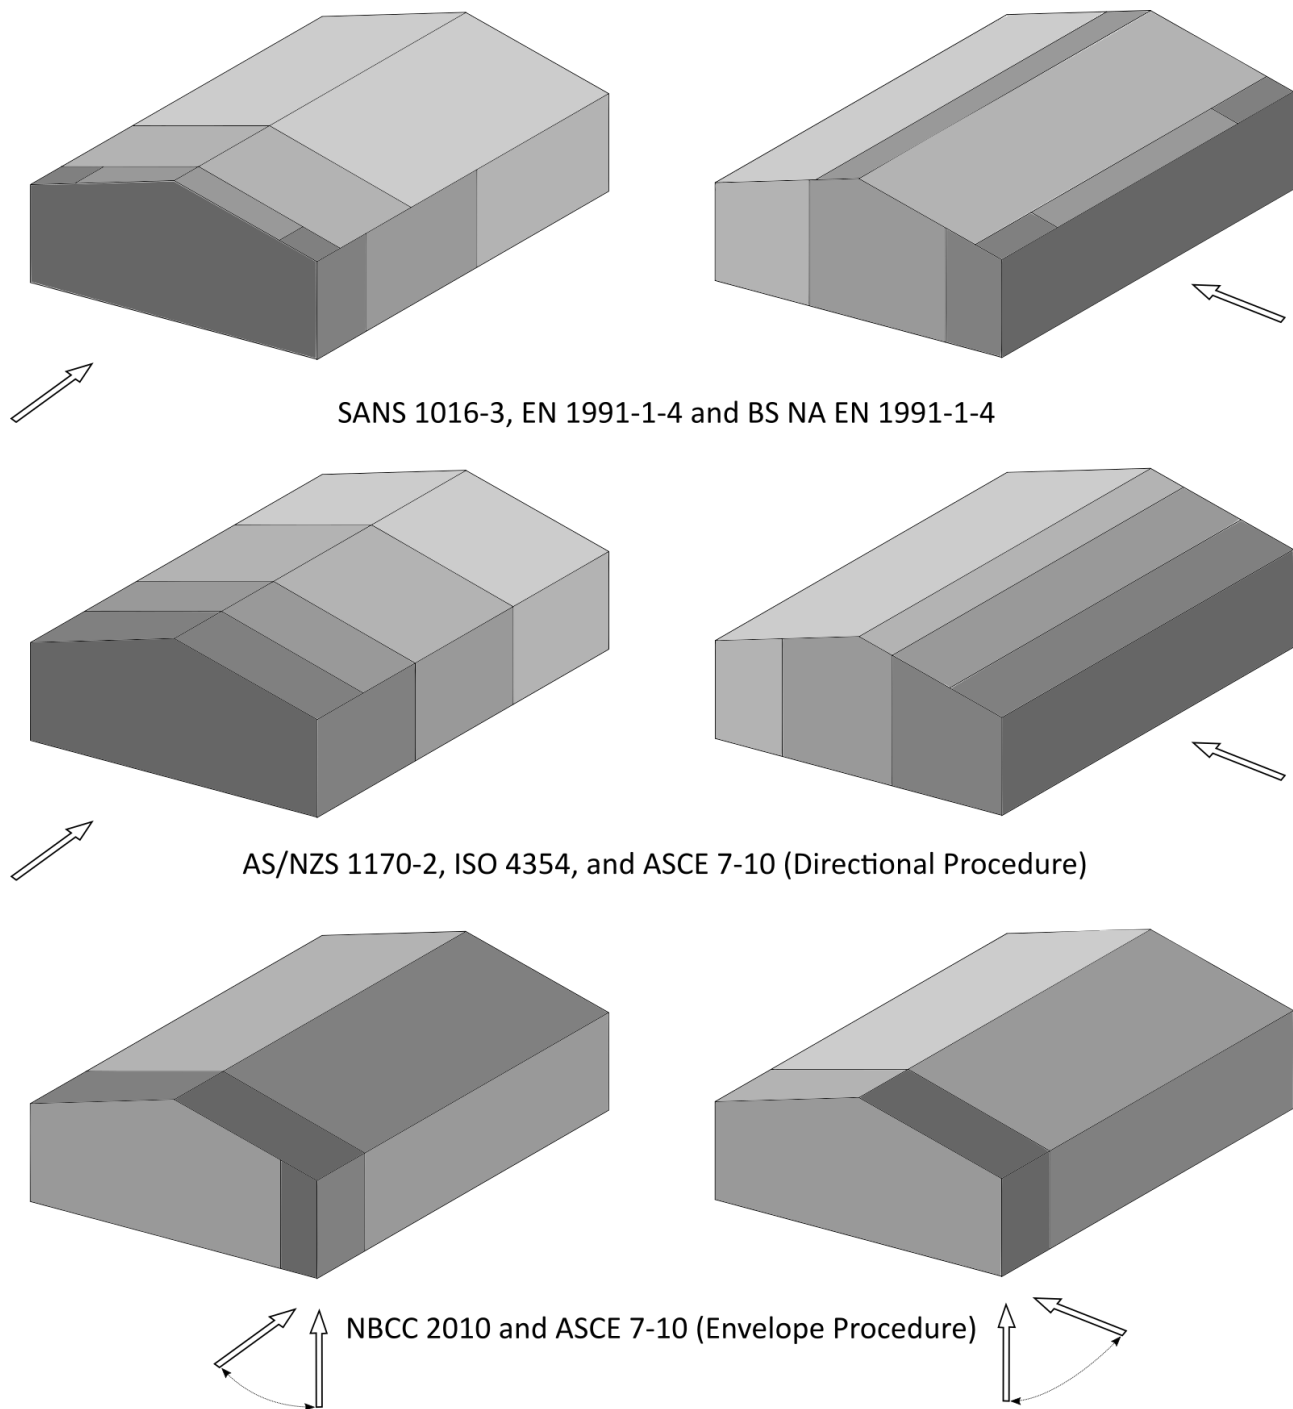 SANS 1016-3, EN 1991-1-4 and BS NA EN 1991-1-4
AS/NZS 1170-2, ISO 4354, and ASCE 7-10 (Directional Procedure)
NBCC 2010 and ASCE 7-10 (Envelope Procedure)